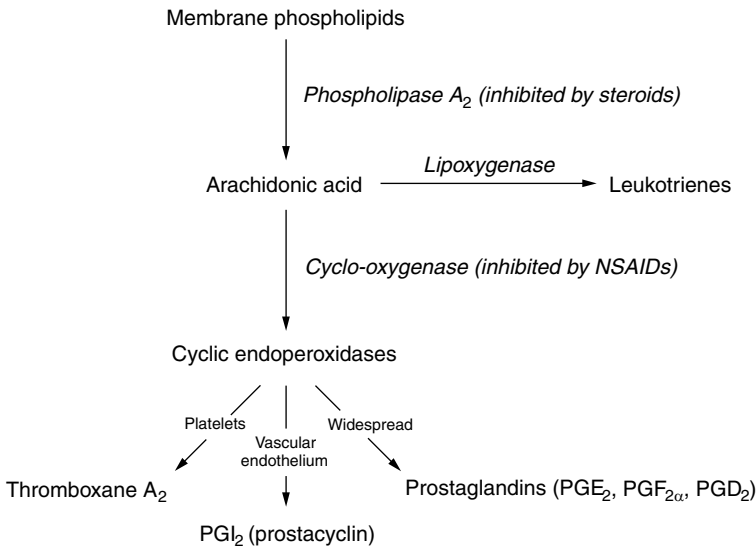 Membrane phospholipids
Phospholipase A₂ (inhibited by steroids)
Lipoxygenase
Arachidonic acid
Leukotrienes
Cyclo-oxygenase (inhibited by NSAIDs)
Cyclic endoperoxidases
Platelets
Vascular
endothelium
Widespread
Thromboxane A₂
PGI₂ (prostacyclin)
Prostaglandins (PGE₂, PGF₂α, PGD₂)